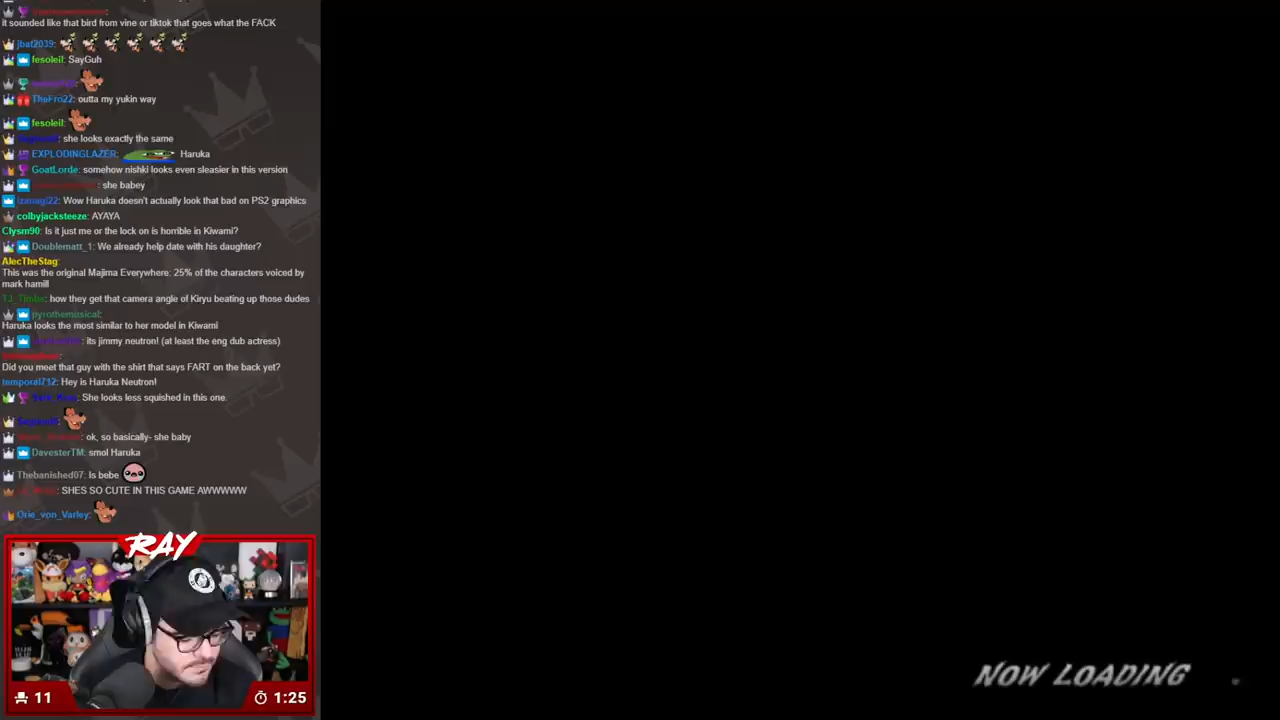 it sounded like that bird from vine or tiktok that goes what the FACK
jbat2039:
fesoleil: SayGuh
TheFro22: outta my yukin way
fesoleil:
: she looks exactly the same
EXPLODINGLAZER: Haruka
GoatLorde: somehow nishki looks even sleasier in this version
: she babey
izanagi22: Wow Haruka doesn't actually look that bad on PS2 graphics
colbyjacksteeze: AYAYA
Clysm90: Is it just me or the lock on is horrible in Kiwami?
Doublematt_1: We already help date with his daughter?
AlecTheStag:
This was the original Majima Everywhere: 25% of the characters voiced by
mark hamill
TJ_Timbs: how they get that camera angle of Kiryu beating up those dudes
pyrothemusical:
Haruka looks the most similar to her model in Kiwami
: its jimmy neutron! (at least the eng dub actress)
Did you meet that guy with the shirt that says FART on the back yet?
temporal712: Hey is Haruka Neutron!
: She looks less squished in this one.
: ok, so basically- she baby
DavesterTM: smol Haruka
Thebanished07: Is bebe
: SHES SO CUTE IN THIS GAME AWWWWW
Orie_von_Varley:
RAY
11
1:25
NOW LOADING